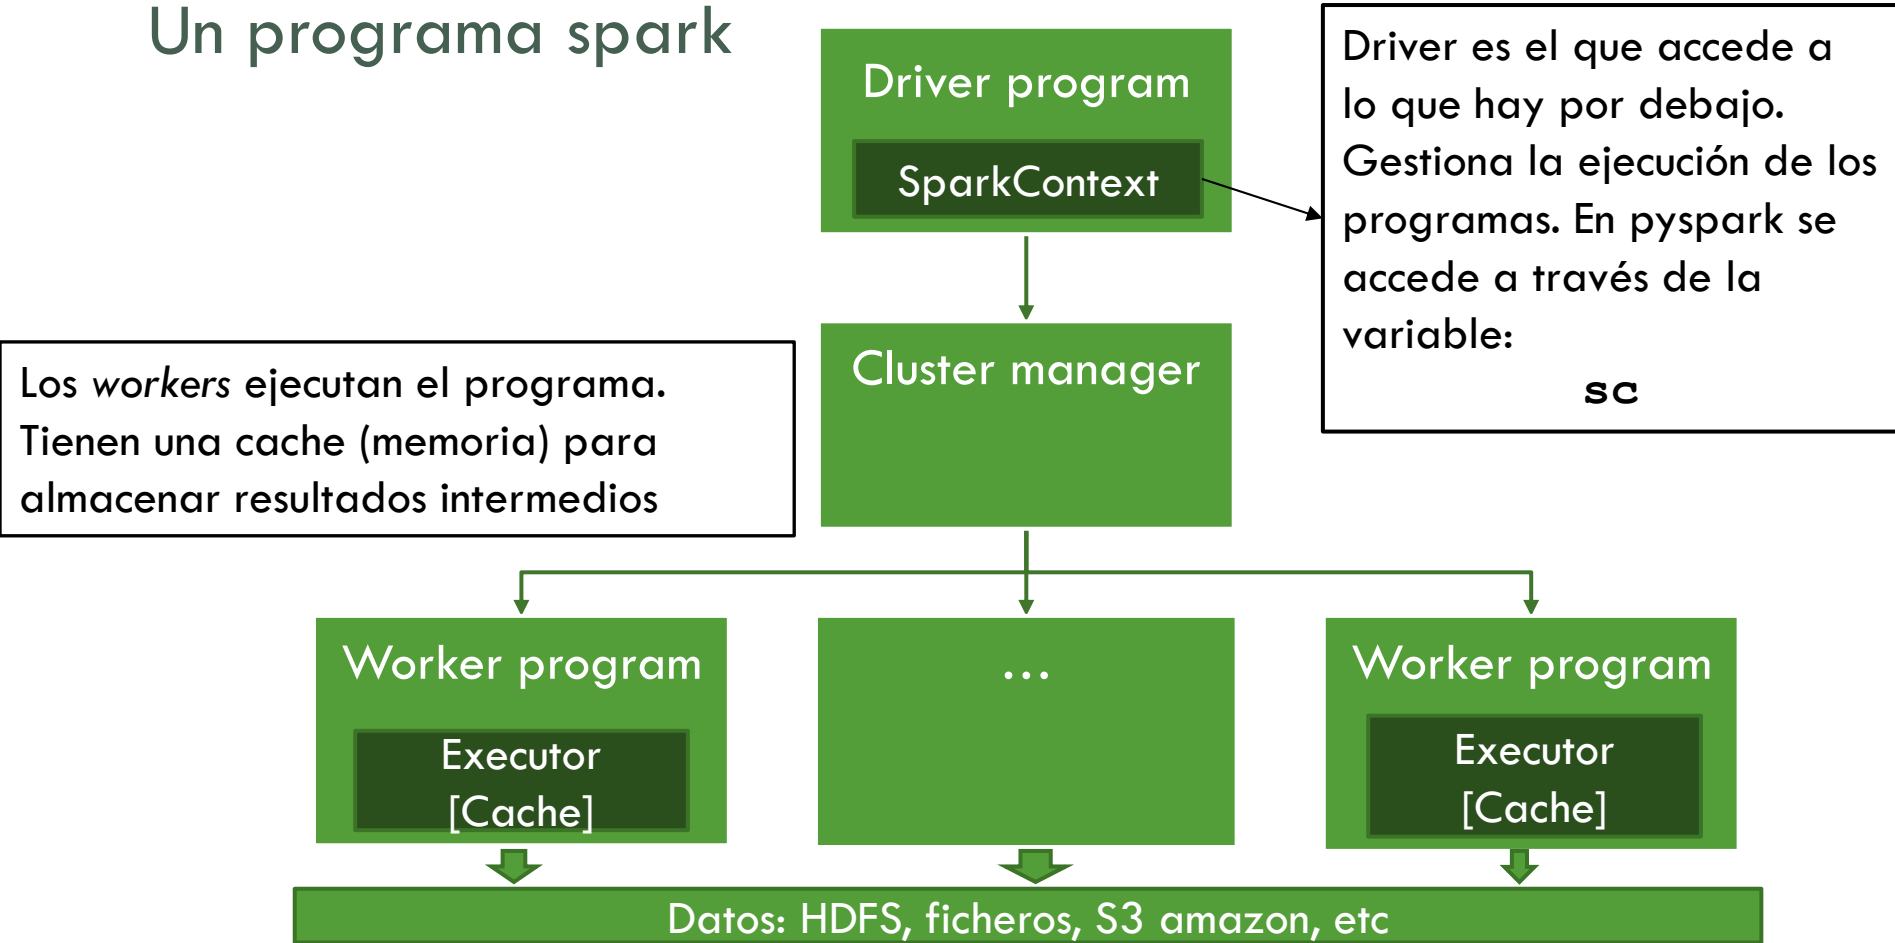 Un programa spark
Driver program
SparkContext
Driver es el que accede a
lo que hay por debajo.
Gestiona la ejecución de los
programas. En pyspark se
accede a través de la
variable:
sc
Cluster manager
Los workers ejecutan el programa.
Tienen una cache (memoria) para
almacenar resultados intermedios
Worker program
Executor
[Cache]
...
Worker program
Executor
[Cache]
Datos: HDFS, ficheros, S3 amazon, etc